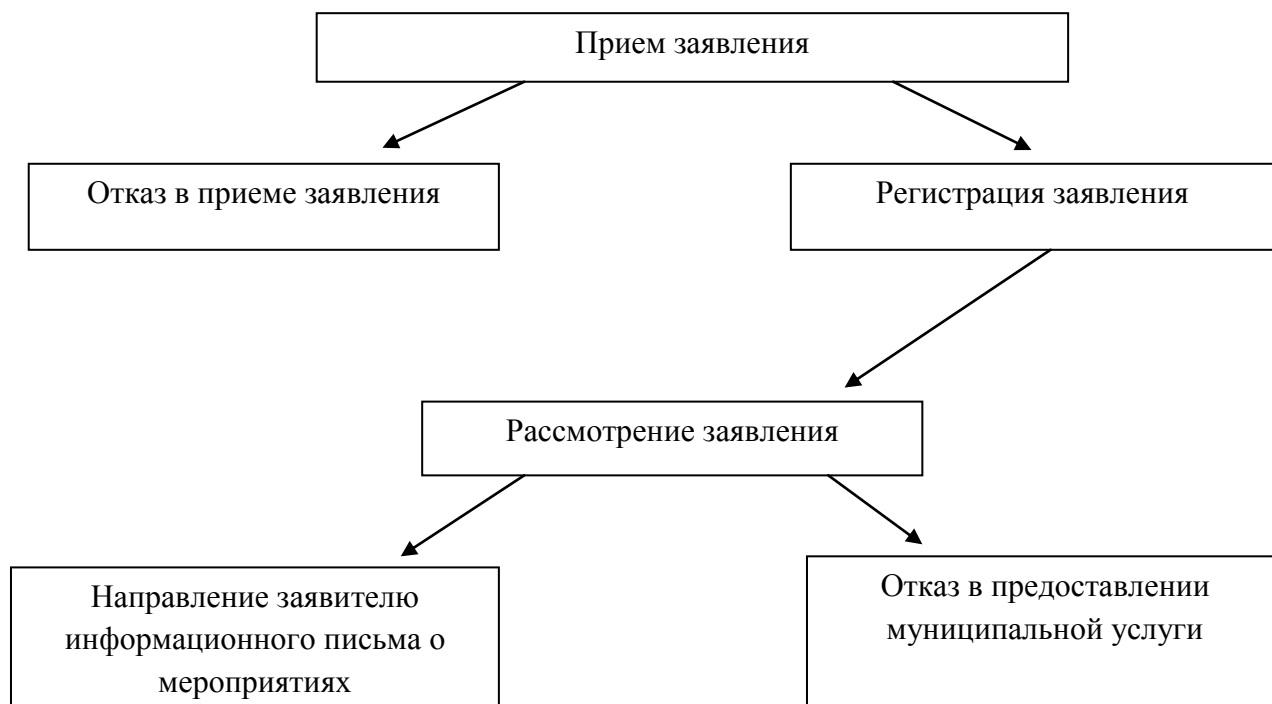 Прием заявления
Отказ в приеме заявления
Регистрация заявления
Рассмотрение заявления
Направление заявителю
информационного письма о
мероприятиях
Отказ в предоставлении
муниципальной услуги